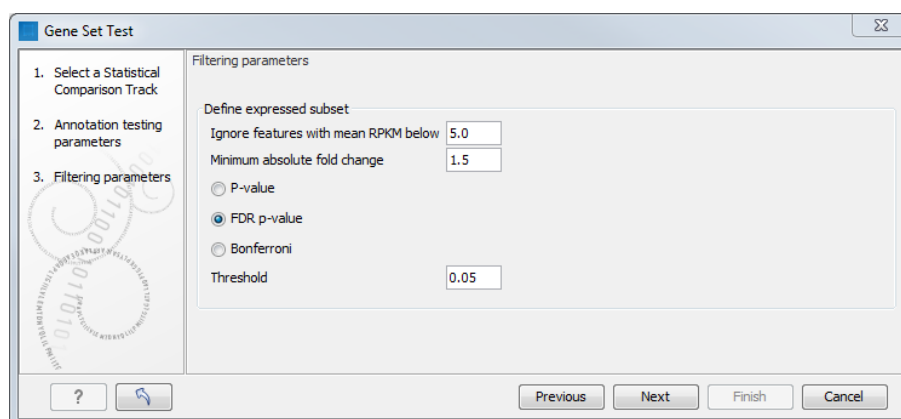 Gene Set Test
1. Select a Statistical
Comparison Track
2. Annotation testing
parameters
3. Filtering parameters
Filtering parameters
Define expressed subset
Ignore features with mean RPKM below 5.0
Minimum absolute fold change 1.5
P-value
FDR p-value
Bonferroni
Threshold 0.05
? Previous Next Finish Cancel